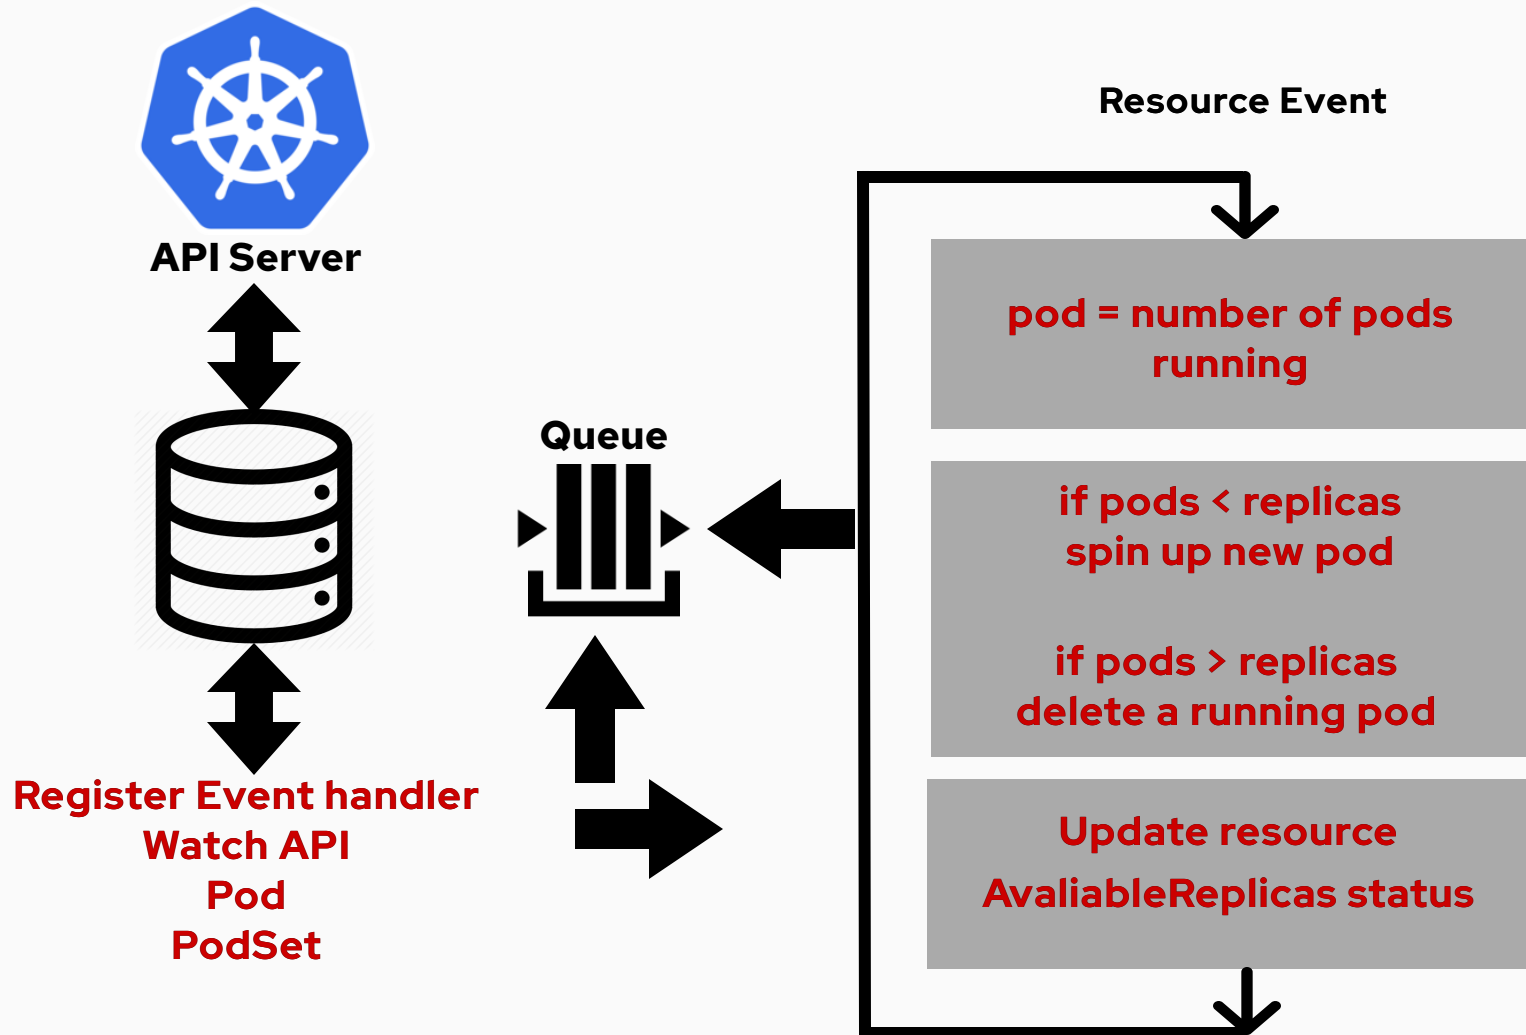 API Server
Register Event handler
Watch API
Pod
PodSet
Queue
Resource Event
pod = number of pods
running
if pods < replicas
spin up new pod
if pods > replicas
delete a running pod
Update resource
AvaliableReplicas status